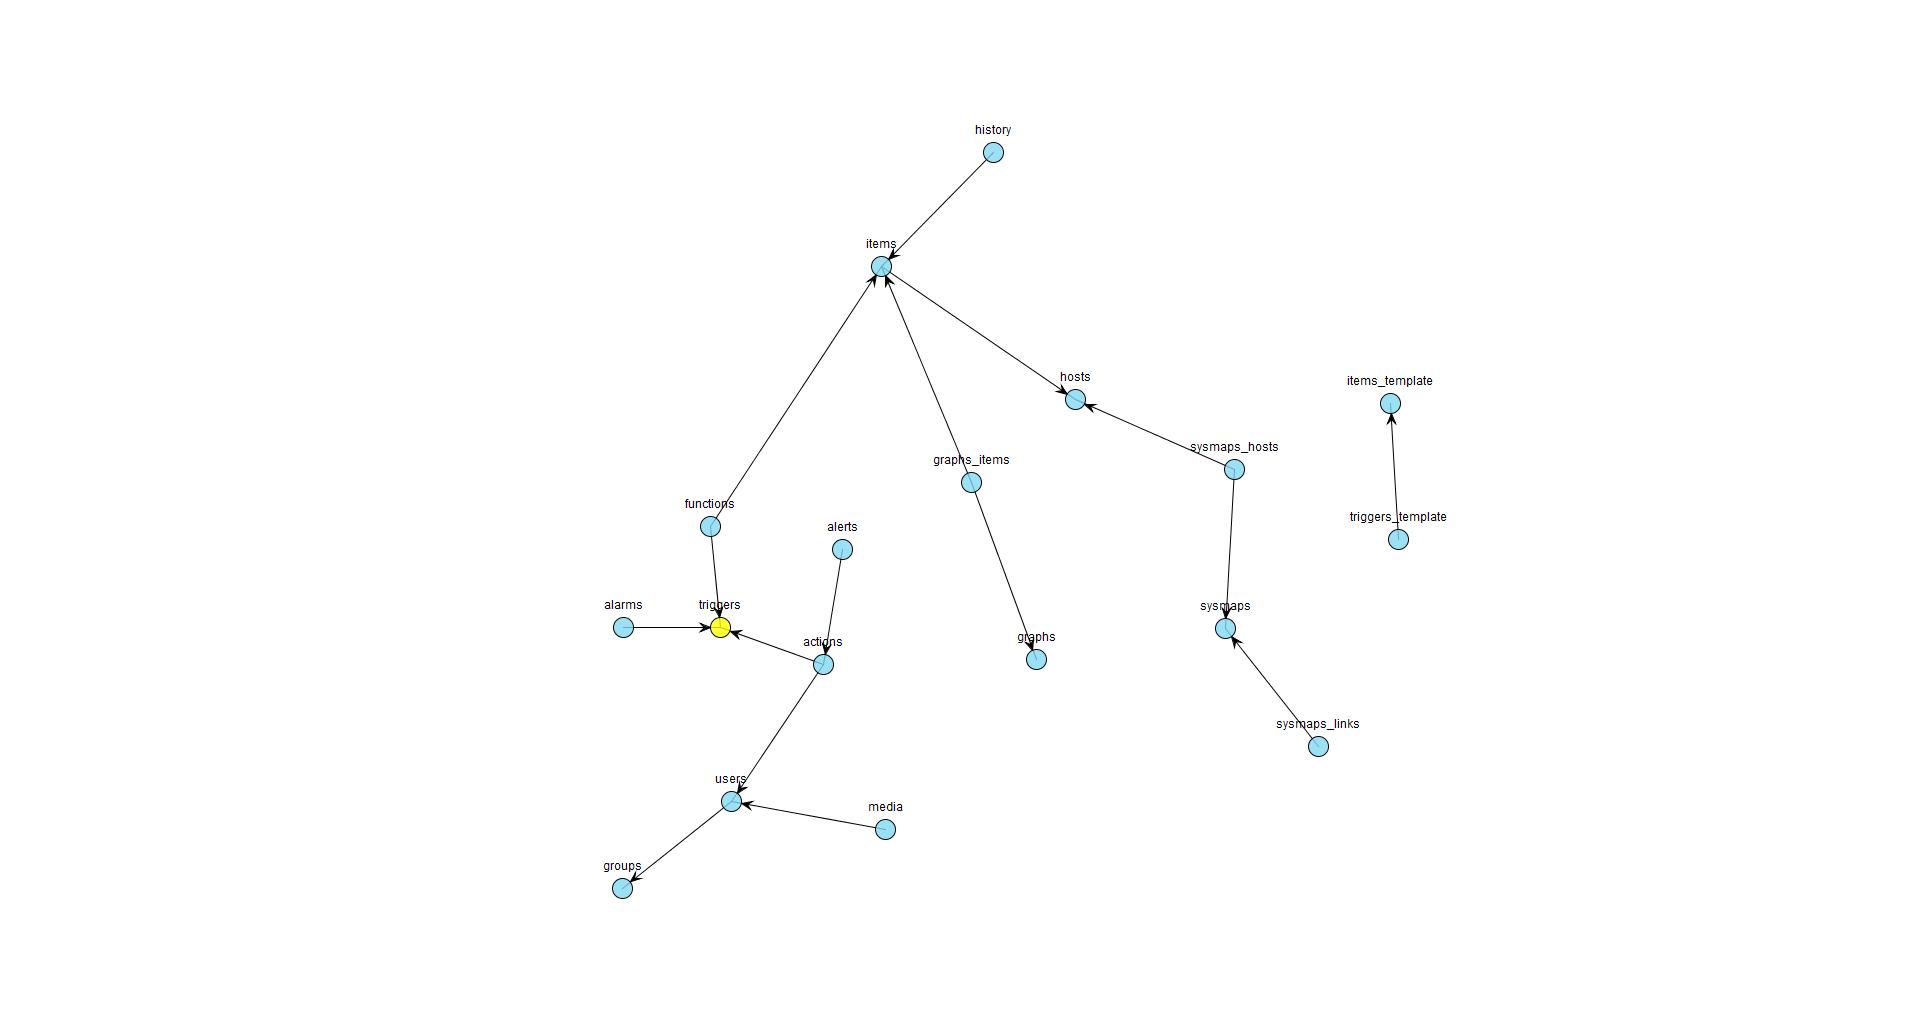 history
items
hosts
items_template
sysmaps_hosts
graphs_items
functions
triggers_template
alerts
alarms
triggers
sysmaps
graphs
actions
sysmaps_links
users
media
groups